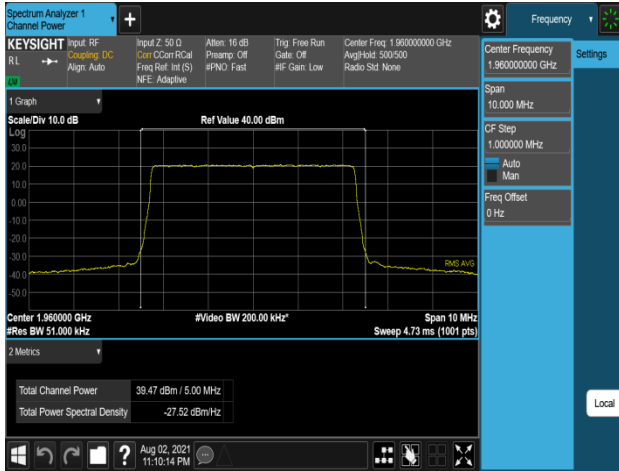 Spectrum Analyzer 1
Channel Power
Frequency
KEYSIGHT
RL
Input: RF
Coupling: DC
Align: Auto
Input Z: 50 Ω
Corr CCorr RCal
Freq Ref: Int (S)
NFE: Adaptive
Atten: 16 dB
Preamp: Off
#PNO: Fast
Trig: Free Run
Gate: Off
#IF Gain: Low
Center Freq: 1.960000000 GHz
Avg|Hold: 500/500
Radio Std: None
LV
Center Frequency
1.960000000 GHz
Settings
Span
10.000 MHz
CF Step
1.000000 MHz
Auto
Man
Freq Offset
0 Hz
1 Graph
Scale/Div 10.0 dB
Ref Value 40.00 dBm
Log
30.0
20.0
10.0
0.00
-10.0
-20.0
-30.0
-40.0
-50.0
RMS AVG
Center 1.960000 GHz
#Video BW 200.00 kHz*
Span 10 MHz
#Res BW 51.000 kHz
Sweep 4.73 ms (1001 pts)
2 Metrics
Total Channel Power 39.47 dBm / 5.00 MHz
Total Power Spectral Density -27.52 dBm/Hz
Local
?
Aug 02, 2021
11:10:14 PM